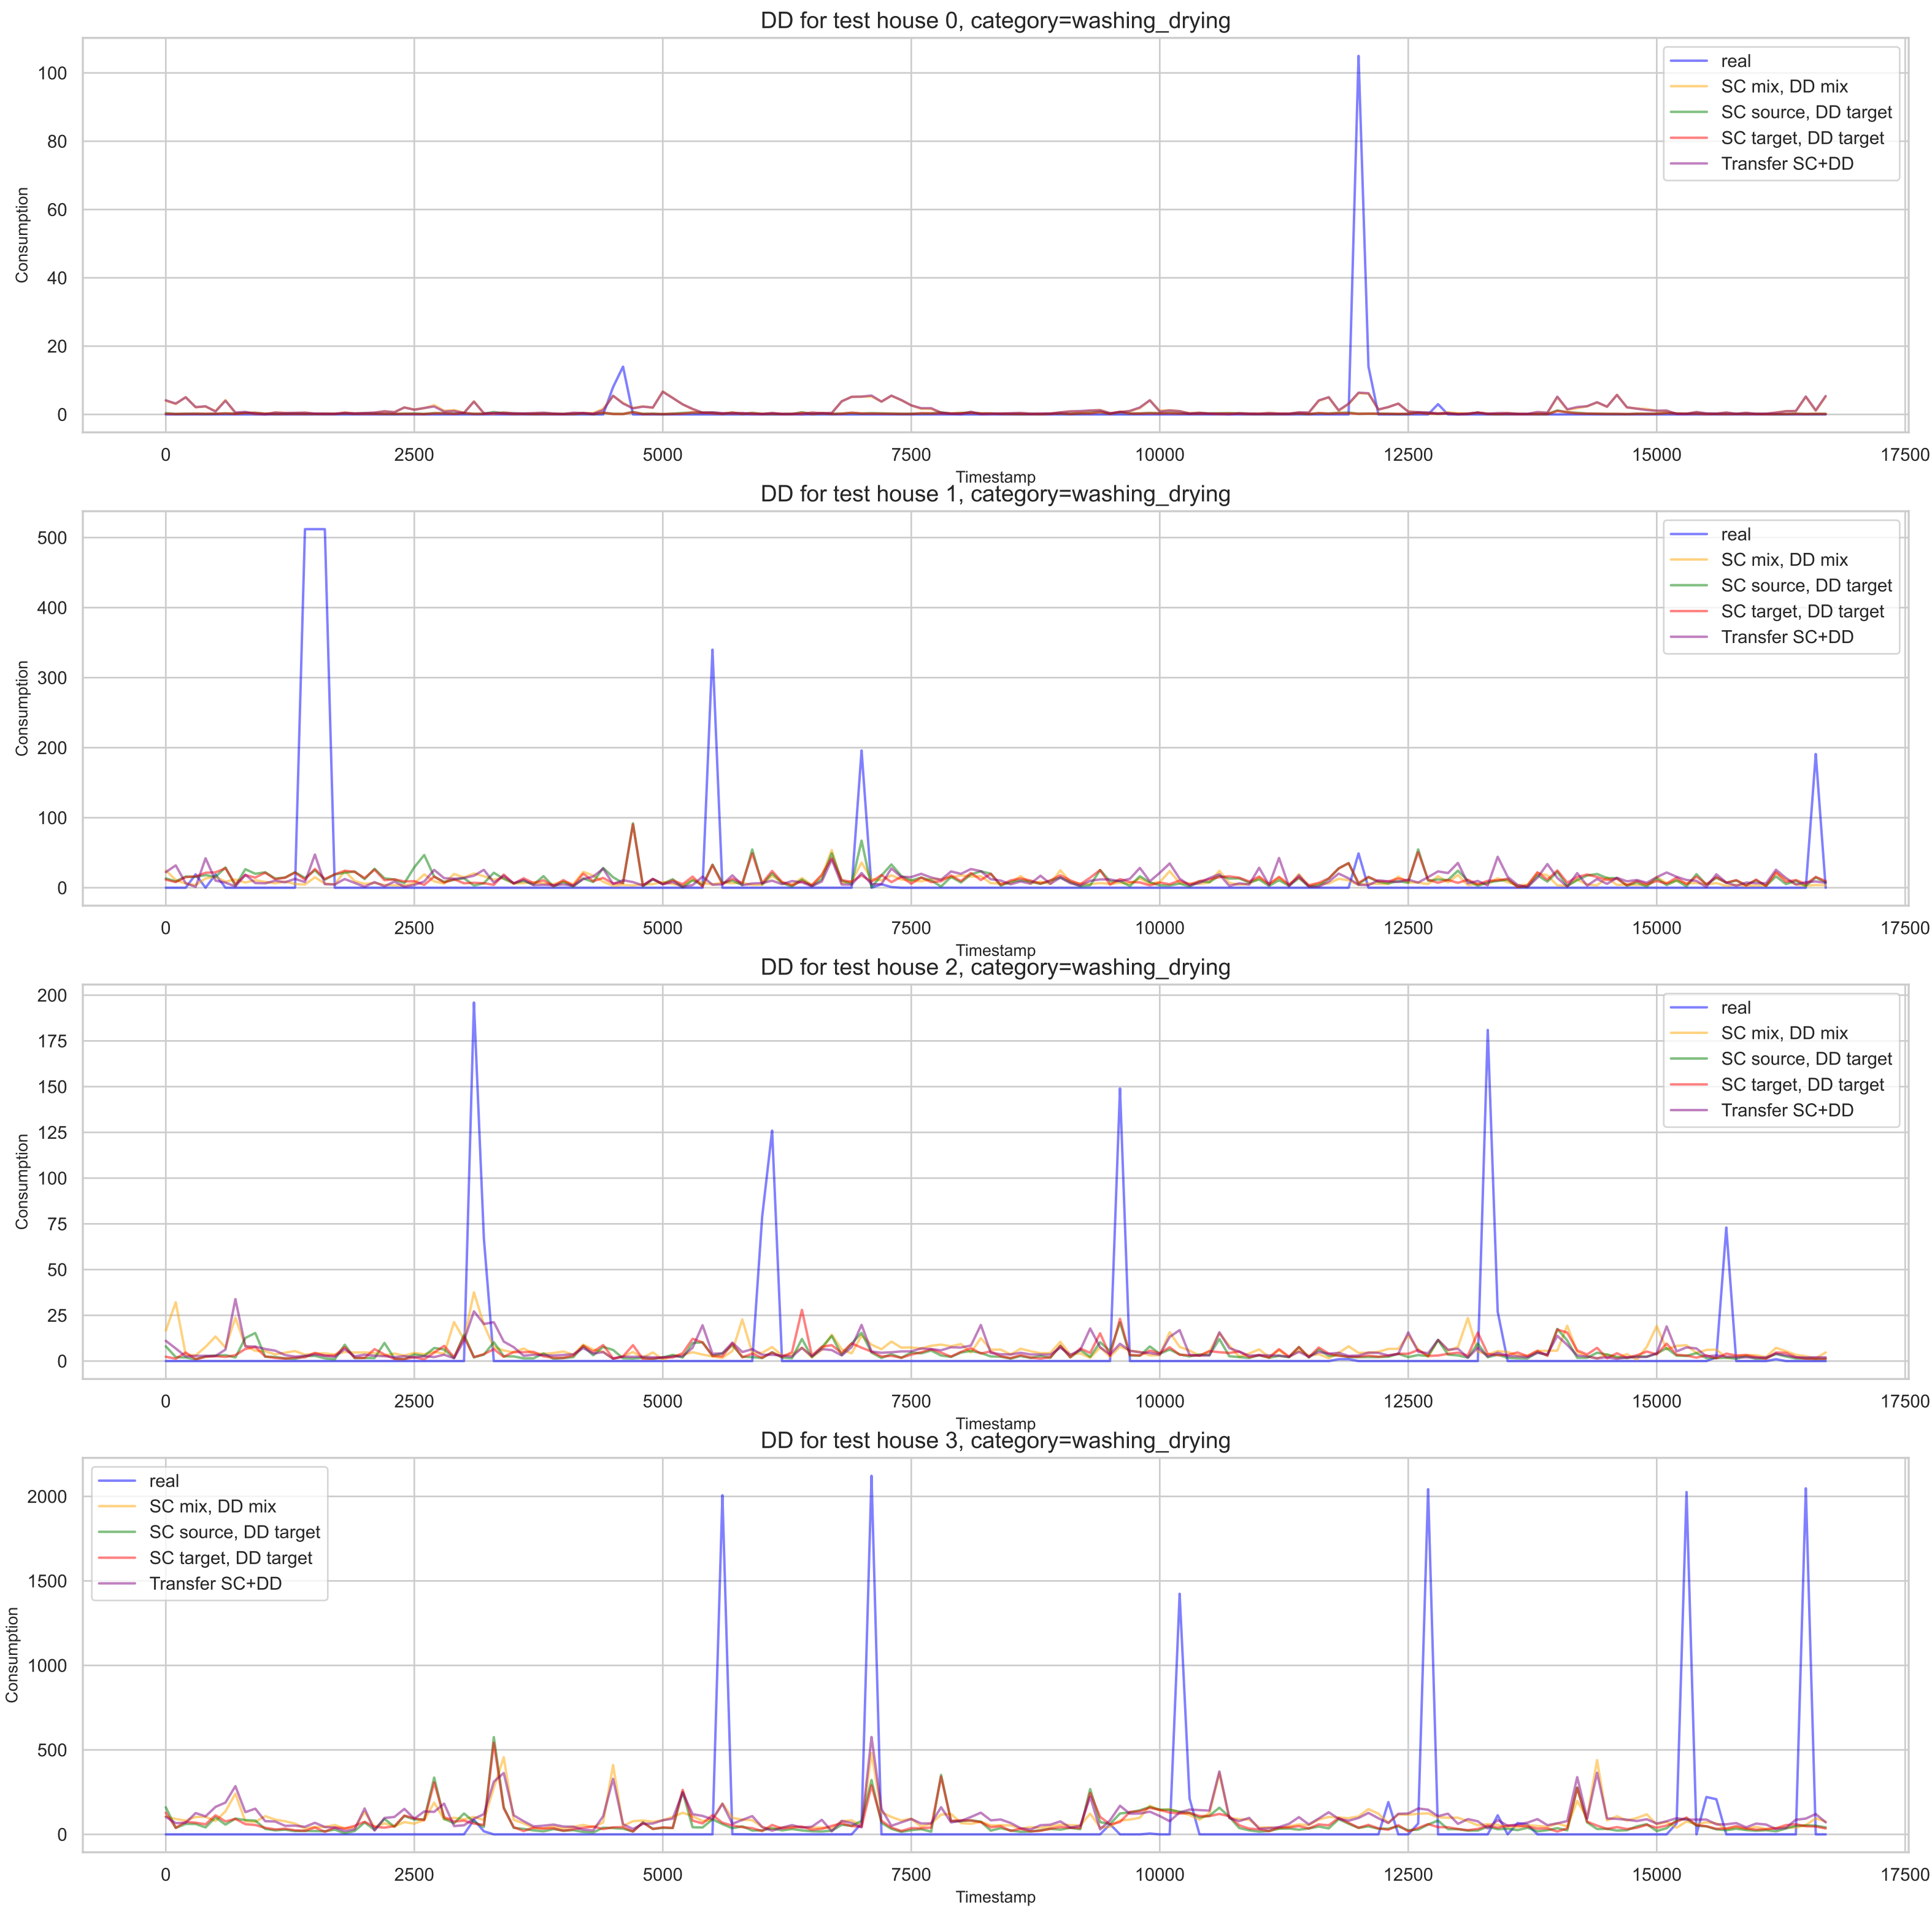 DD for test house 0, category=washing_drying
100
80
60
40
20
0
Consumption
real
SC mix, DD mix
SC source, DD target
SC target, DD target
Transfer SC+DD
0 2500 5000 7500 10000 12500 15000 17500
Timestamp
DD for test house 1, category=washing_drying
500
400
300
200
100
0
Consumption
real
SC mix, DD mix
SC source, DD target
SC target, DD target
Transfer SC+DD
0 2500 5000 7500 10000 12500 15000 17500
Timestamp
DD for test house 2, category=washing_drying
200
175
150
125
100
75
50
25
0
Consumption
real
SC mix, DD mix
SC source, DD target
SC target, DD target
Transfer SC+DD
0 2500 5000 7500 10000 12500 15000 17500
Timestamp
DD for test house 3, category=washing_drying
2000
1500
1000
500
0
Consumption
real
SC mix, DD mix
SC source, DD target
SC target, DD target
Transfer SC+DD
0 2500 5000 7500 10000 12500 15000 17500
Timestamp